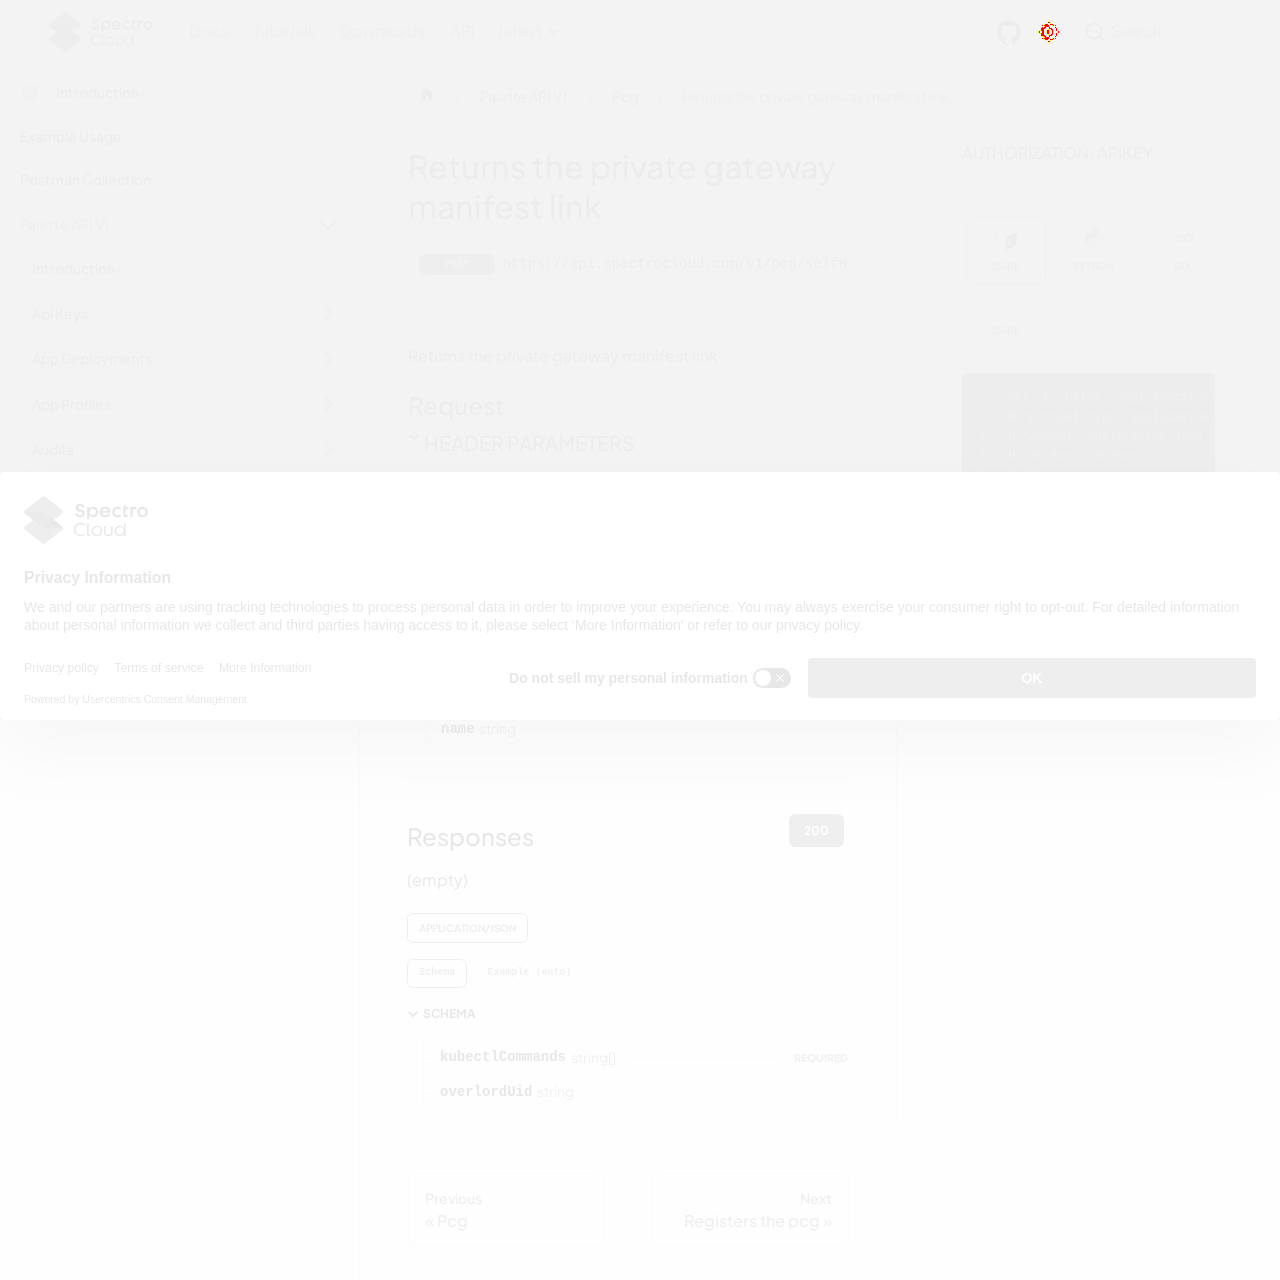 Spectro Cloud
Docs Tutorials Downloads API latest
Search
Introduction
Example Usage
Postman Collection
Palette API V1
Introduction
Api Keys
App Deployments
App Profiles
Audits
Palette API V1
Pcg
Returns the private gateway manifest link
Returns the private gateway
manifest link
https://api.spectrocloud.com/v1/pcg/selfH
Returns the private gateway manifest link
Request
HEADER PARAMETERS
AUTHORIZATION: APIKEY
CURL
PYTHON
GO
CURL
Spectro
Cloud
Privacy Information
We and our partners are using tracking technologies to process personal data in order to improve your experience. You may always exercise your consumer right to opt-out. For detailed information
about personal information we collect and third parties having access to it, please select ‘More Information’ or refer to our privacy policy.
Privacy policy Terms of service More Information
Do not sell my personal information
OK
Powered by Usercentrics Consent Management
name string
Responses
200
(empty)
APPLICATION/JSON
Schema Example (auto)
SCHEMA
kubectlCommands string[] REQUIRED
overlordUid string
Previous
« Pcg
Next
Registers the pcg »